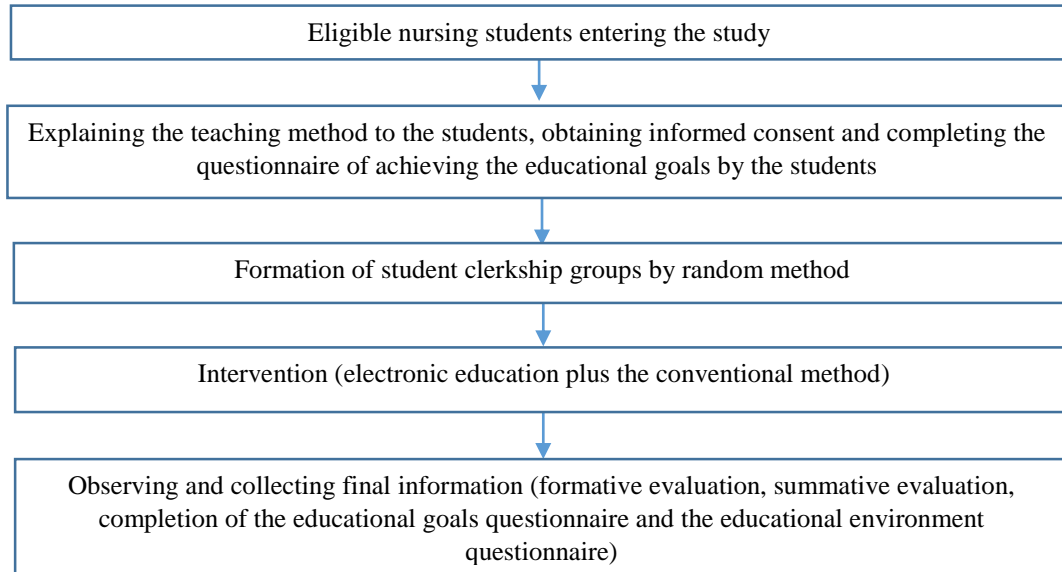 Eligible nursing students entering the study
Explaining the teaching method to the students, obtaining informed consent and completing the
questionnaire of achieving the educational goals by the students
Formation of student clerkship groups by random method
Intervention (electronic education plus the conventional method)
Observing and collecting final information (formative evaluation, summative evaluation,
completion of the educational goals questionnaire and the educational environment
questionnaire)